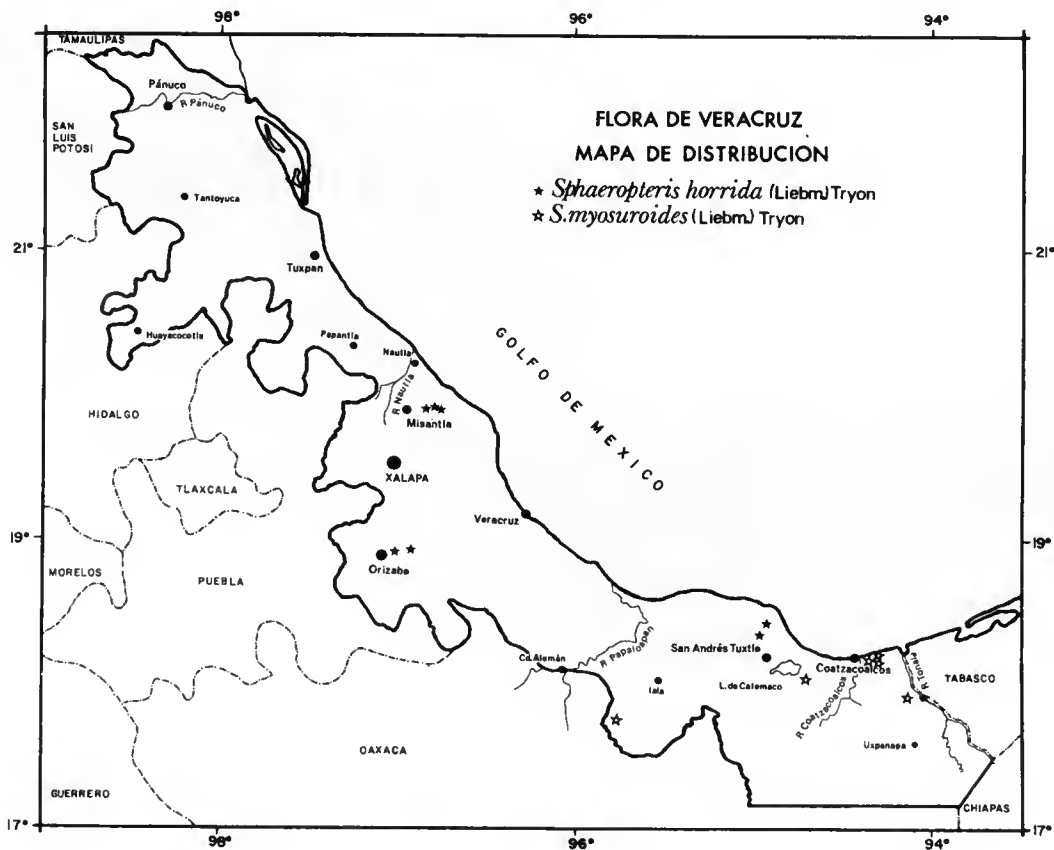 98°
96°
94°
TAMAULIPAS
Pánuco
R Pánuco
SAN
LUIS
POTOSÍ
FLORA DE VERACRUZ
MAPA DE DISTRIBUCION
★ Sphaeropteris horrida (Liebm.) Tryon
☆ S. myosuroides (Liebm.) Tryon
Tantoyuca
21°
21°
Tuxpan
Huayacocotla
Papantla
Nautla
R Nautla
GOLFO DE MEXICO
HIDALGO
Misantla
XALAPA
TLAXCALA
Veracruz
19°
19°
Orizaba
MORELOS
PUEBLA
R Papaloapan
San Andrés Tuxtla
Cd. Alemán
Coatzacoalcos
R Tonalá
TABASCO
Isla
L. de Catemaco
R Coatzacoalcos
OAXACA
Uxpanapa
GUERRERO
CHIAPAS
17°
17°
98°
96°
94°